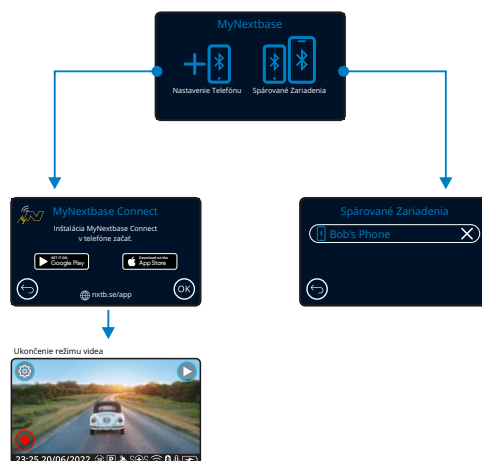 MyNextbase
Nastavenie Telefónu
Spárované Zariadenia
MyNextbase Connect
Inštalácia MyNextbase Connect
v telefóne začať.
GET IT ON
Google Play
Download on the
App Store
nxtb.se/app
OK
Spárované Zariadenia
Bob's Phone
Ukončenie režimu videa
23:25 20/06/2022 P SOS